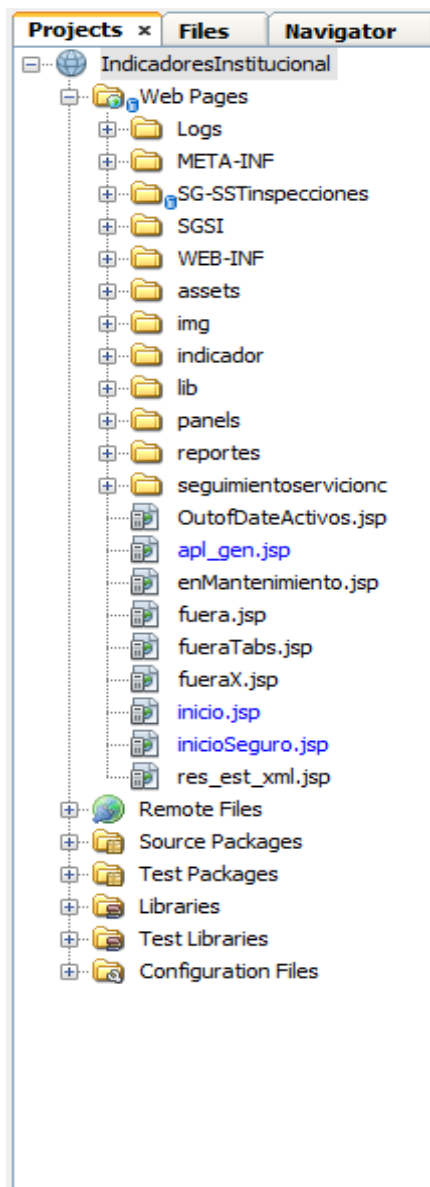 Projects × Files Navigator
IndicadoresInstitucional
Web Pages
Logs
META-INF
SG-SSTinspecciones
SGSI
WEB-INF
assets
img
indicador
lib
panels
reportes
seguimientoservicionc
OutofDateActivos.jsp
apl_gen.jsp
enMantenimiento.jsp
fuera.jsp
fueraTabs.jsp
fueraX.jsp
inicio.jsp
inicioSeguro.jsp
res_est_xml.jsp
Remote Files
Source Packages
Test Packages
Libraries
Test Libraries
Configuration Files